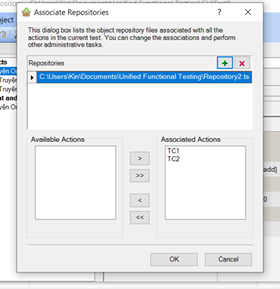 Associate Repositories
This dialog box lists the object repository files associated with all the
actions in the current test. You can change the associations and perform
other administrative tasks.
Repositories
C:\Users\Kin\Documents\Unified Functional Testing\Repository2.ts
Available Actions
Associated Actions
TC1
TC2
>
>>
<
<<
OK
Cancel